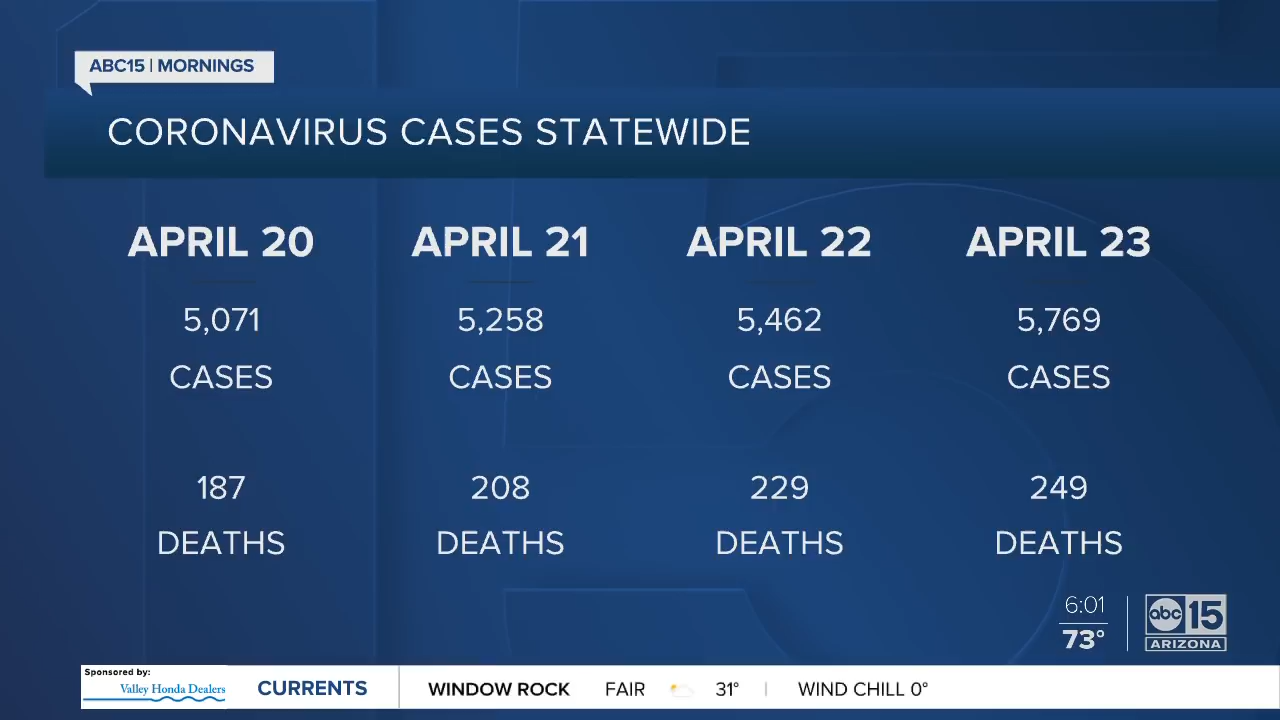 ABC15 | MORNINGS
CORONAVIRUS CASES STATEWIDE
APRIL 20 APRIL 21 APRIL 22 APRIL 23
5,071 5,258 5,462 5,769
CASES CASES CASES CASES
187 208 229 249
DEATHS DEATHS DEATHS DEATHS
6:01
73°
abc 15
ARIZONA
Sponsored by:
Valley Honda Dealers
CURRENTS WINDOW ROCK FAIR 31° | WIND CHILL 0°